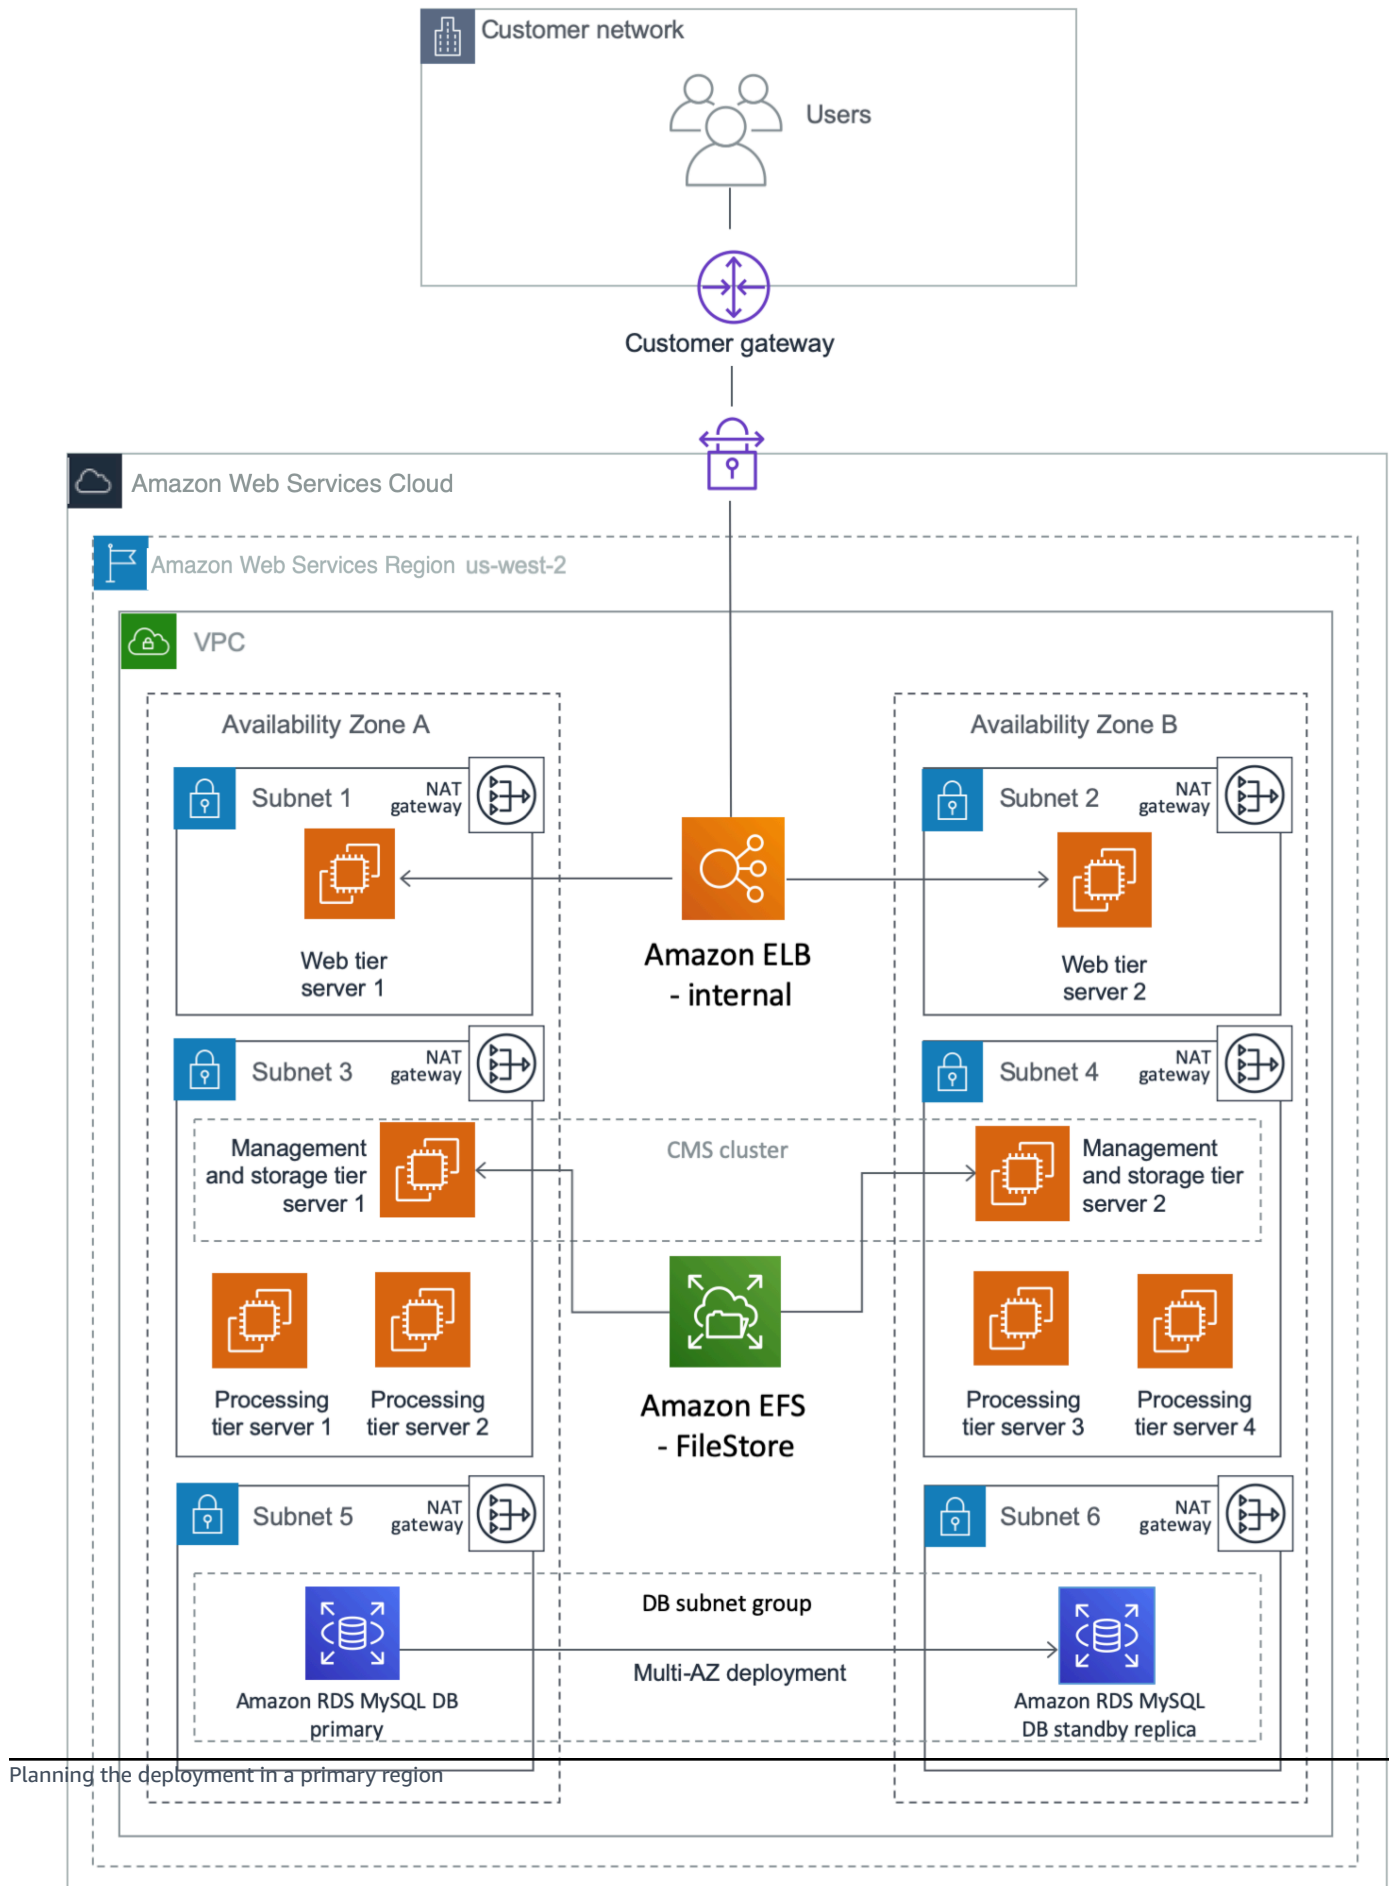 Customer network
Users
Customer gateway
Amazon Web Services Cloud
Amazon Web Services Region us-west-2
VPC
Availability Zone A
Availability Zone B
Subnet 1
NAT
gateway
Subnet 2
NAT
gateway
Web tier
server 1
Amazon ELB
- internal
Web tier
server 2
Subnet 3
NAT
gateway
Subnet 4
NAT
gateway
Management
and storage tier
server 1
CMS cluster
Management
and storage tier
server 2
Processing
tier server 1
Processing
tier server 2
Amazon EFS
- FileStore
Processing
tier server 3
Processing
tier server 4
Subnet 5
NAT
gateway
Subnet 6
NAT
gateway
DB subnet group
Multi-AZ deployment
Amazon RDS MySQL DB
primary
Amazon RDS MySQL
DB standby replica
Planning the deployment in a primary region